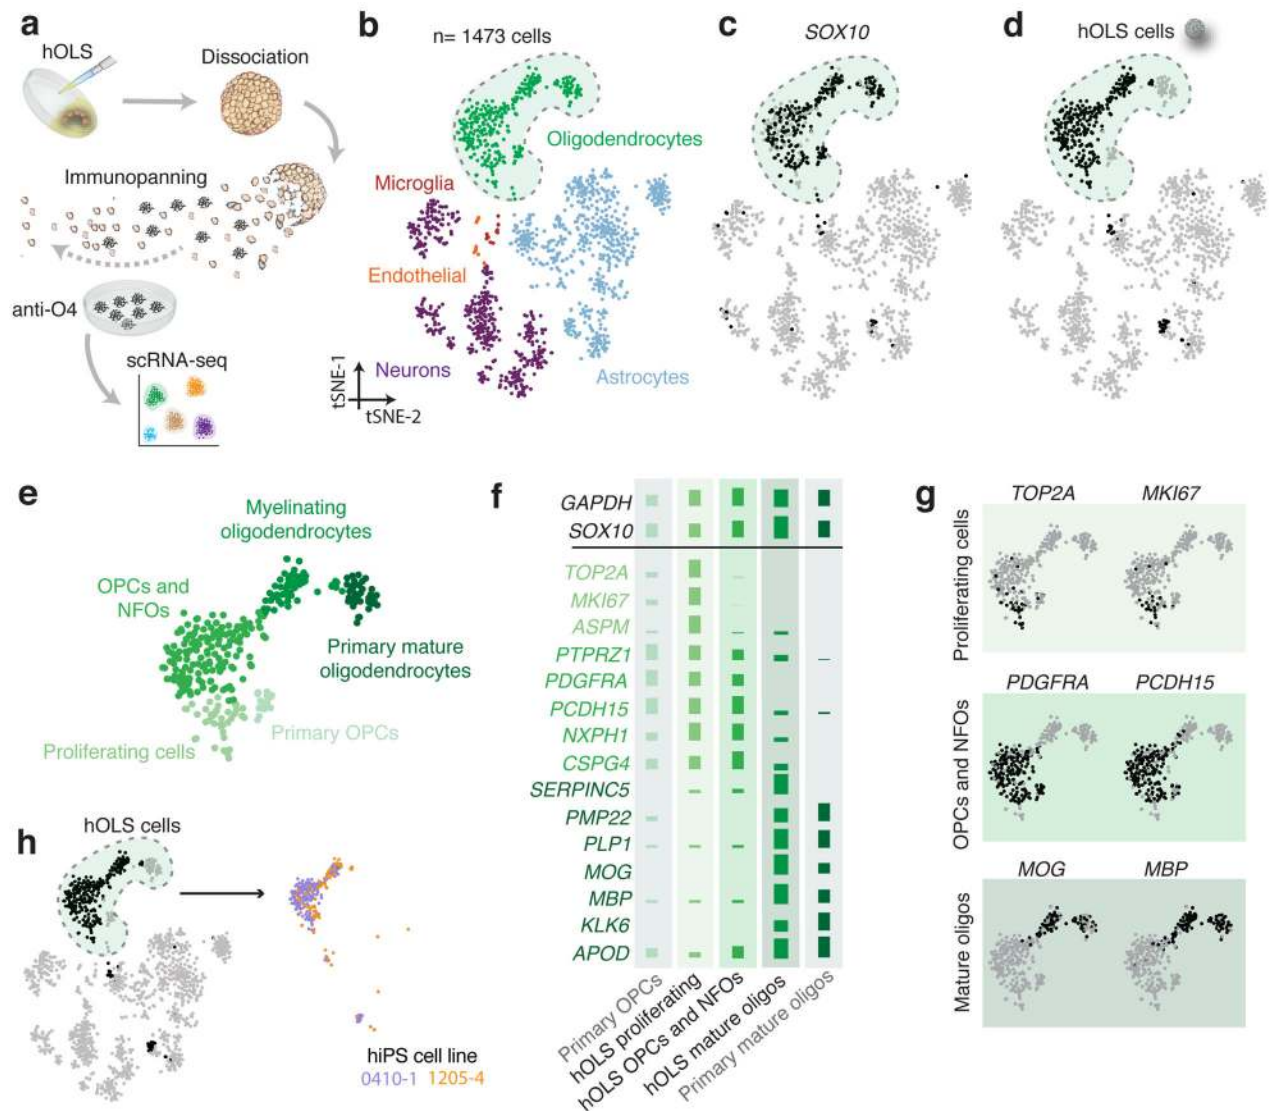 a
hOLS
Dissociation
Immunopanning
anti-O4
scRNA-seq
b
n= 1473 cells
Oligodendrocytes
Microglia
Endothelial
Neurons
Astrocytes
tSNE-1
tSNE-2
c
SOX10
d
hOLS cells
e
Myelinating
oligodendrocytes
OPCs and
NFOs
Primary mature
oligodendrocytes
Primary OPCs
Proliferating cells
f
GAPDH
SOX10
TOP2A
MKI67
ASPM
PTPRZ1
PDGFRA
PCDH15
NXPH1
CSPG4
SERPINC5
PMP22
PLP1
MOG
MBP
KLK6
APOD
Primary OPCs
hOLS proliferating
hOLS OPCs and NFOs
hOLS mature oligos
Primary mature oligos
g
TOP2A MKI67
Proliferating cells
PDGFRA PCDH15
OPCs and NFOs
MOG MBP
Mature oligos
h
hOLS cells
hiPS cell line
0410-1 1205-4